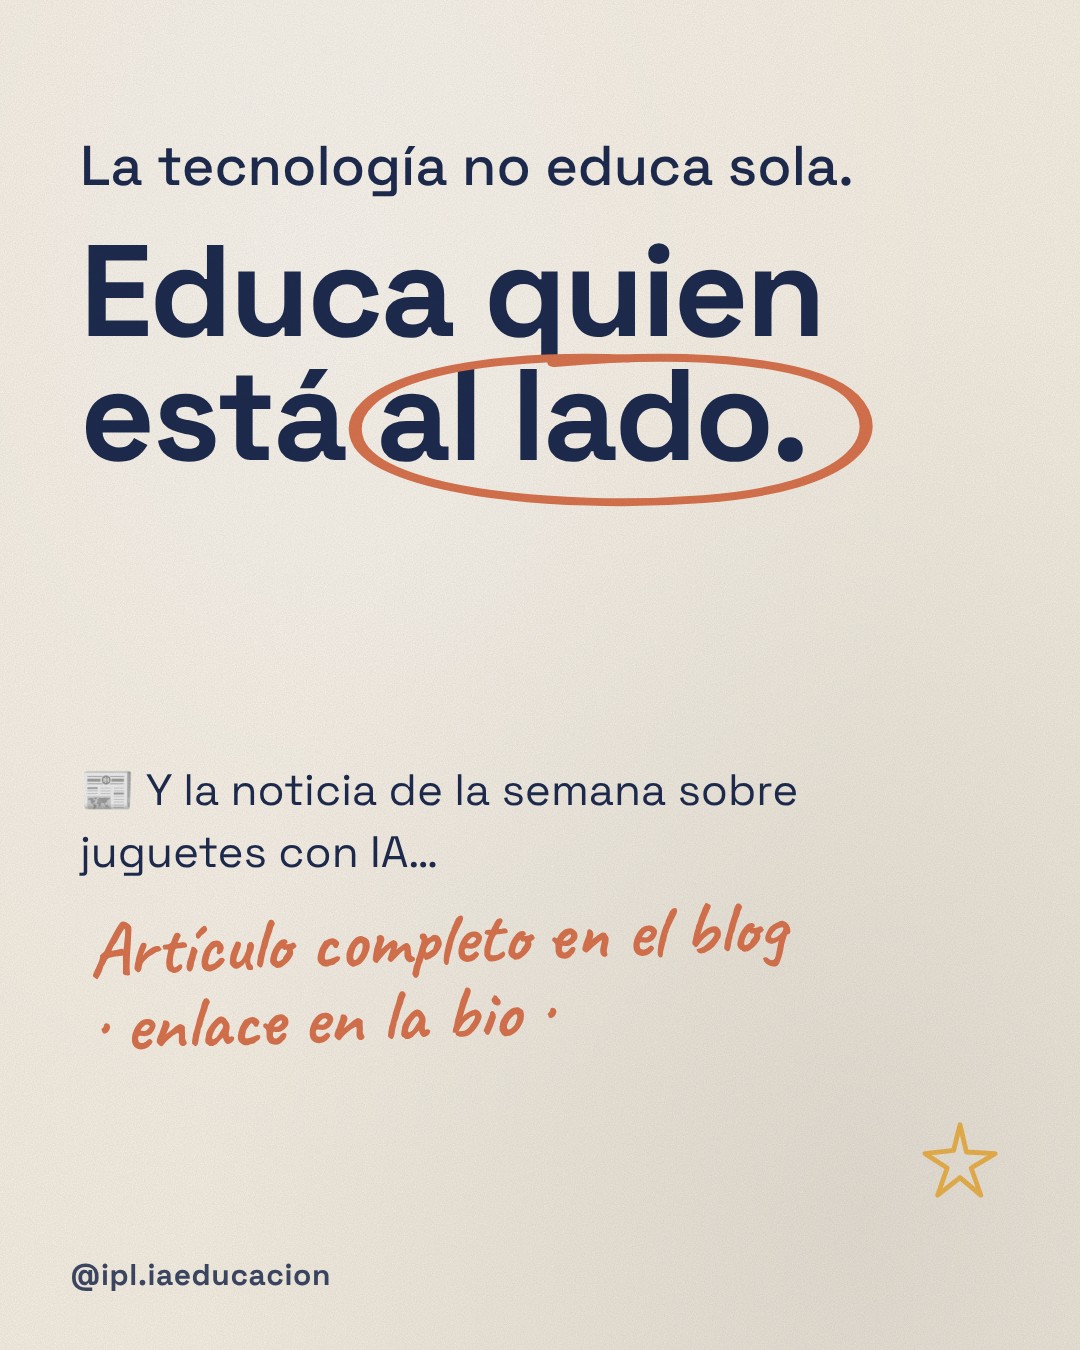 La tecnología no educa sola.
Educa quien
está al lado.
📰 Y la noticia de la semana sobre
juguetes con IA...
Artículo completo en el blog
· enlace en la bio ·
@ipl.iaeducacion